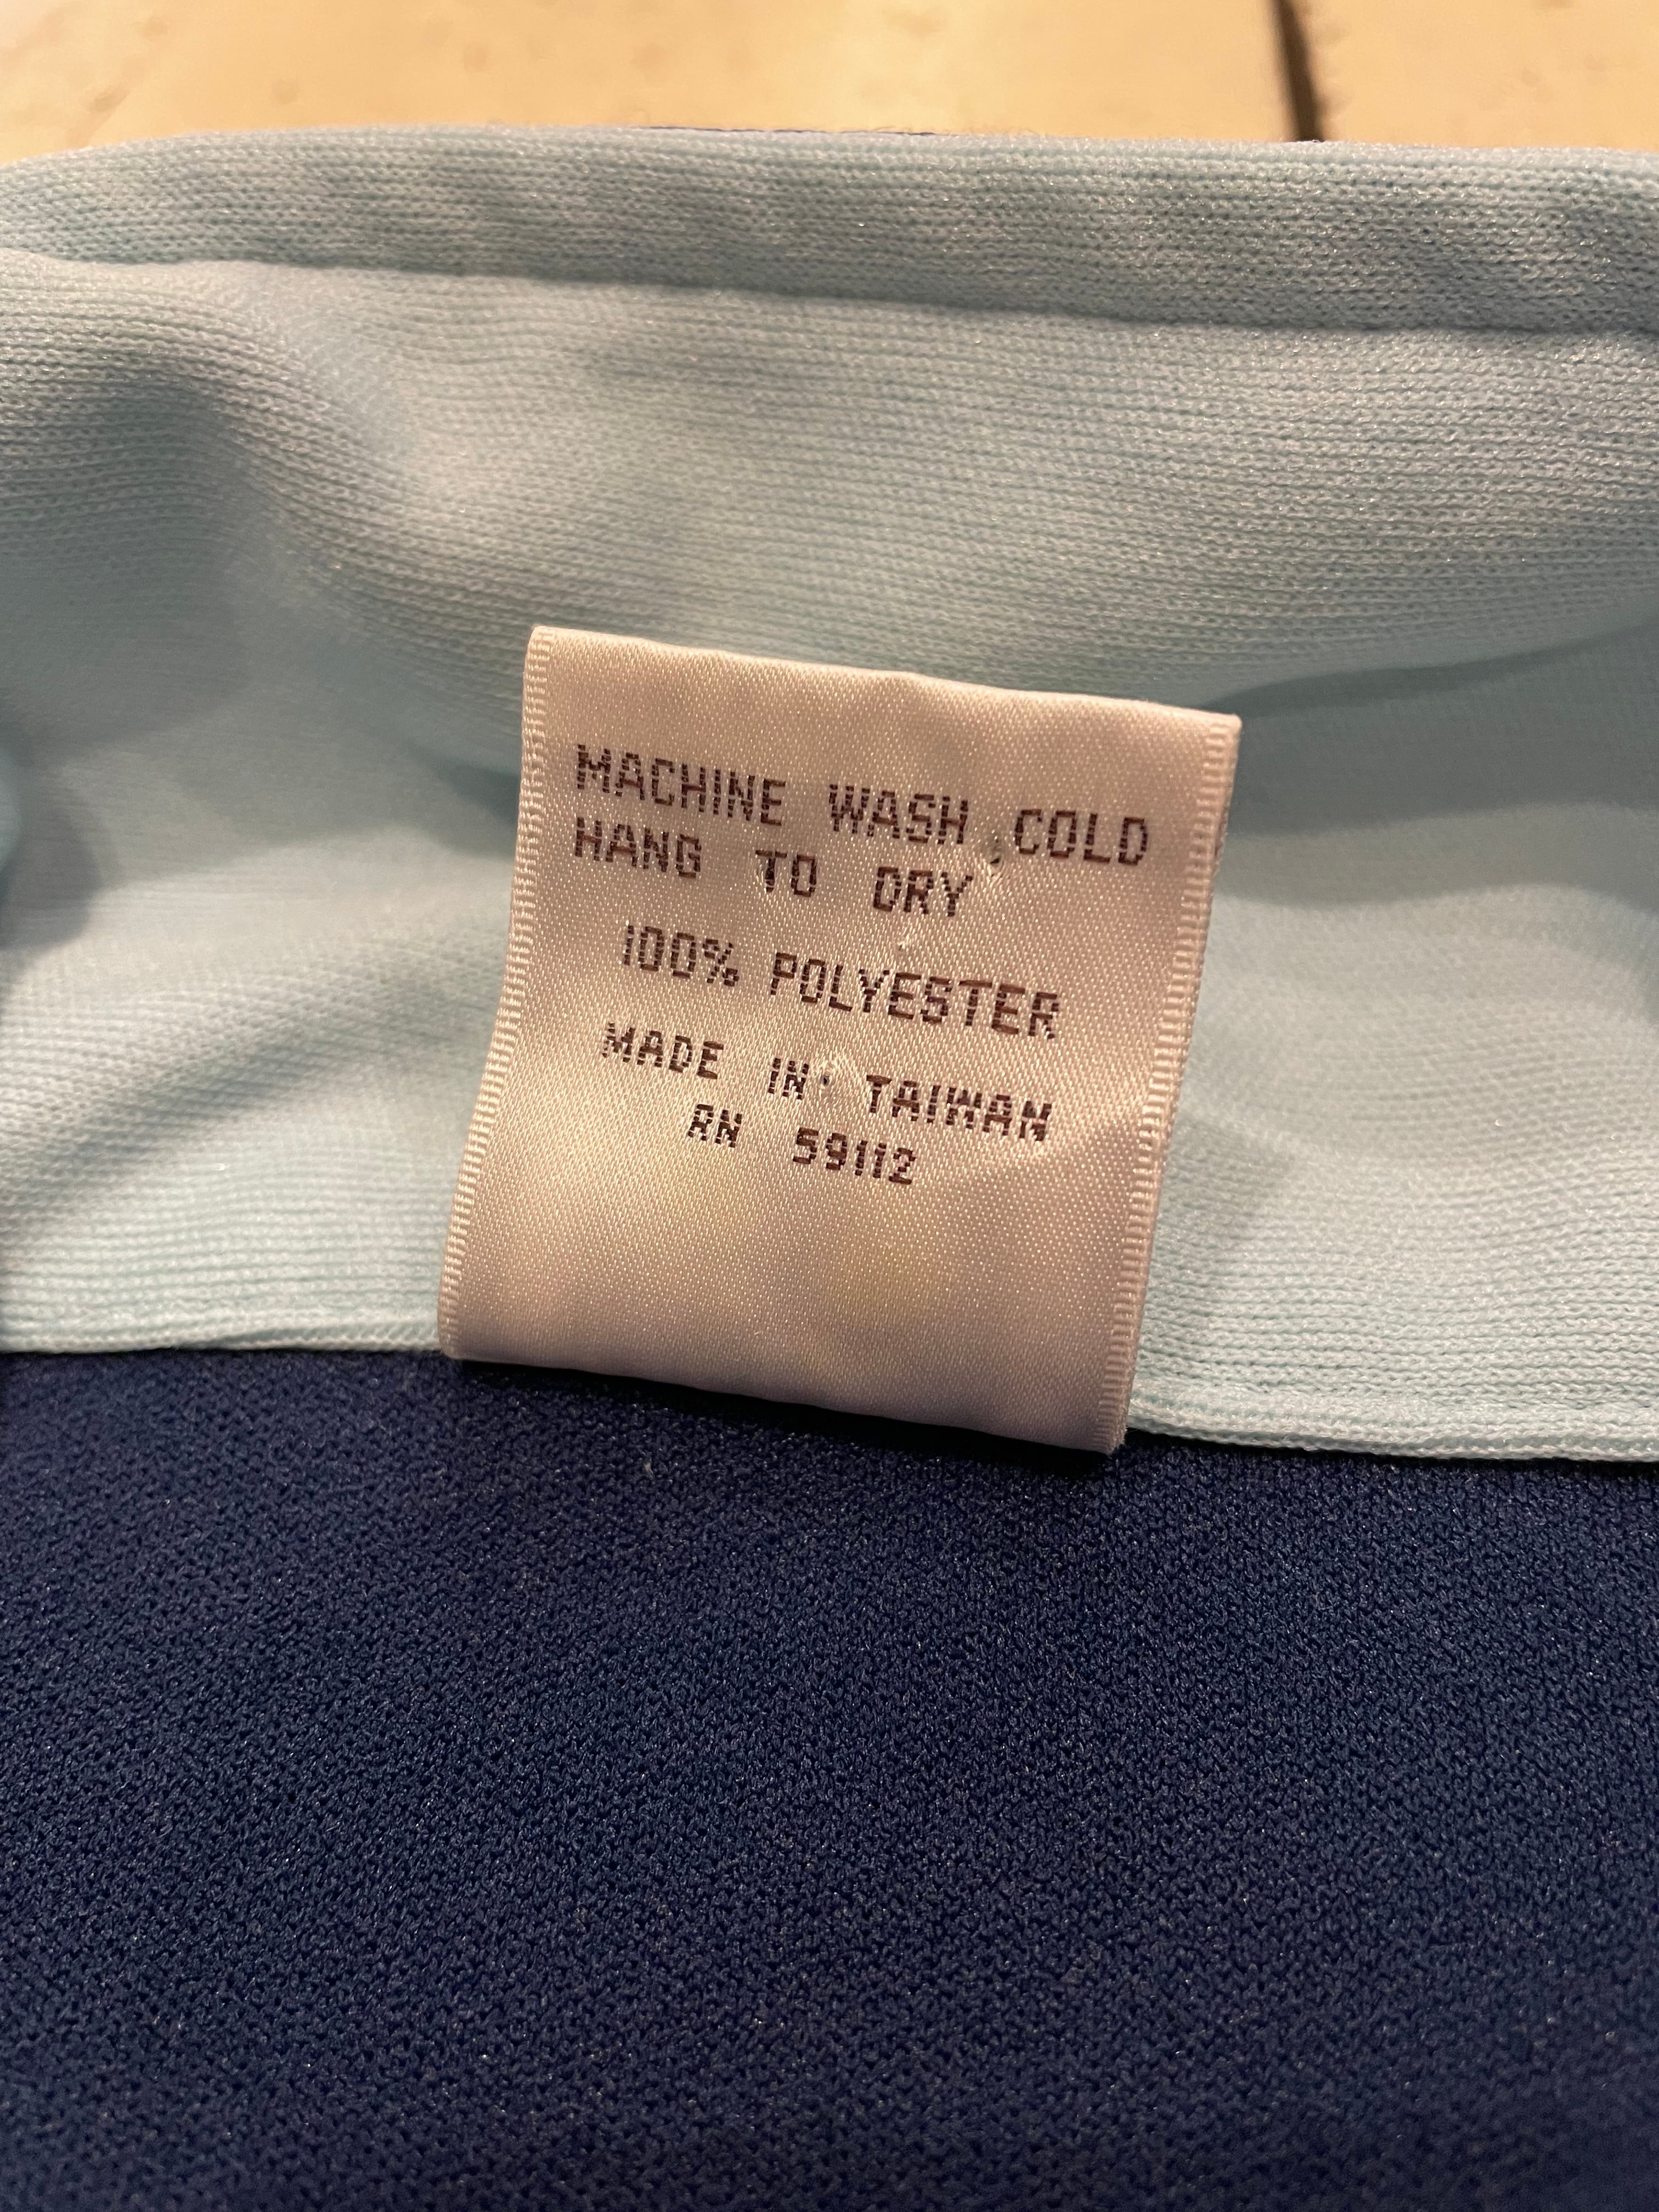 MACHINE WASH COLD
HANG TO DRY
100% POLYESTER
MADE IN TAIWAN
RN 59112